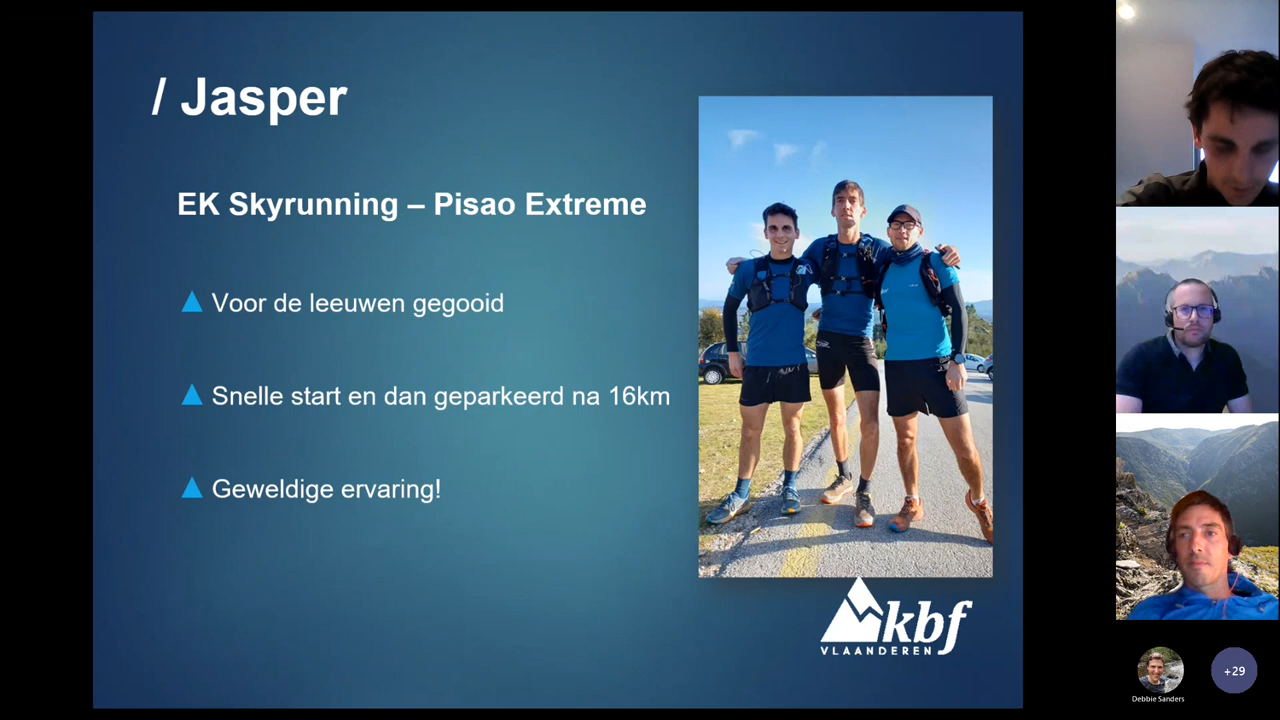 / Jasper
EK Skyrunning – Pisao Extreme
Voor de leeuwen gegooid
Snelle start en dan geparkeerd na 16km
Geweldige ervaring!
kbf
VLAANDEREN
Debbie Sanders
+29